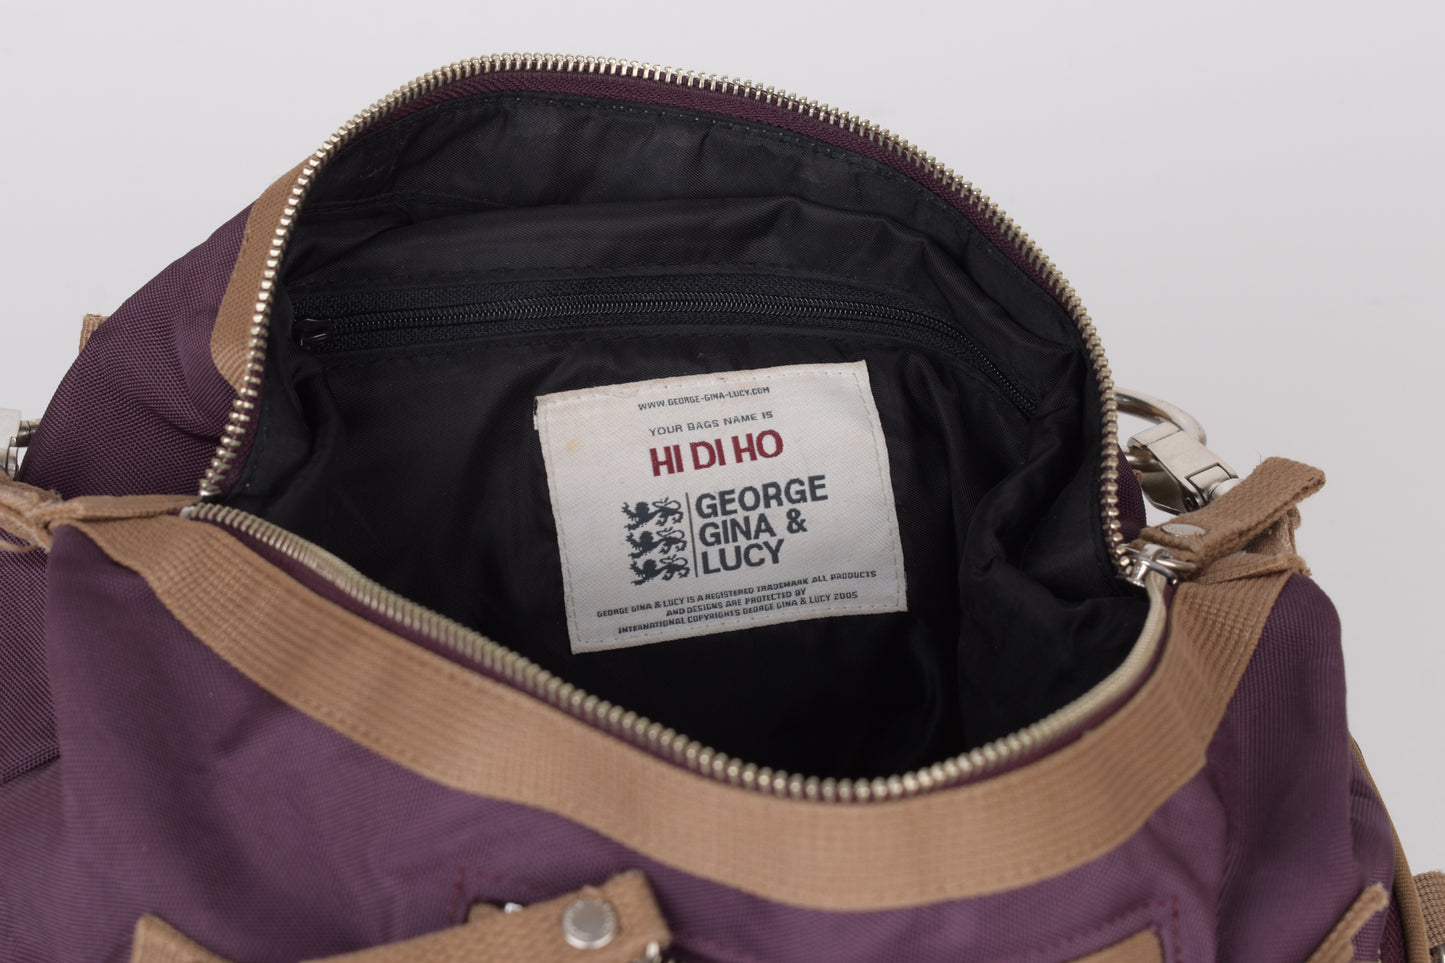 WWW.GEORGE-GINA-LUCY.COM
YOUR BAGS NAME IS
HI DI HO
GEORGE
GINA &
LUCY
GEORGE GINA & LUCY IS A REGISTERED TRADEMARK ALL PRODUCTS
AND DESIGNS ARE PROTECTED BY
INTERNATIONAL COPYRIGHTS GEORGE GINA & LUCY 2005